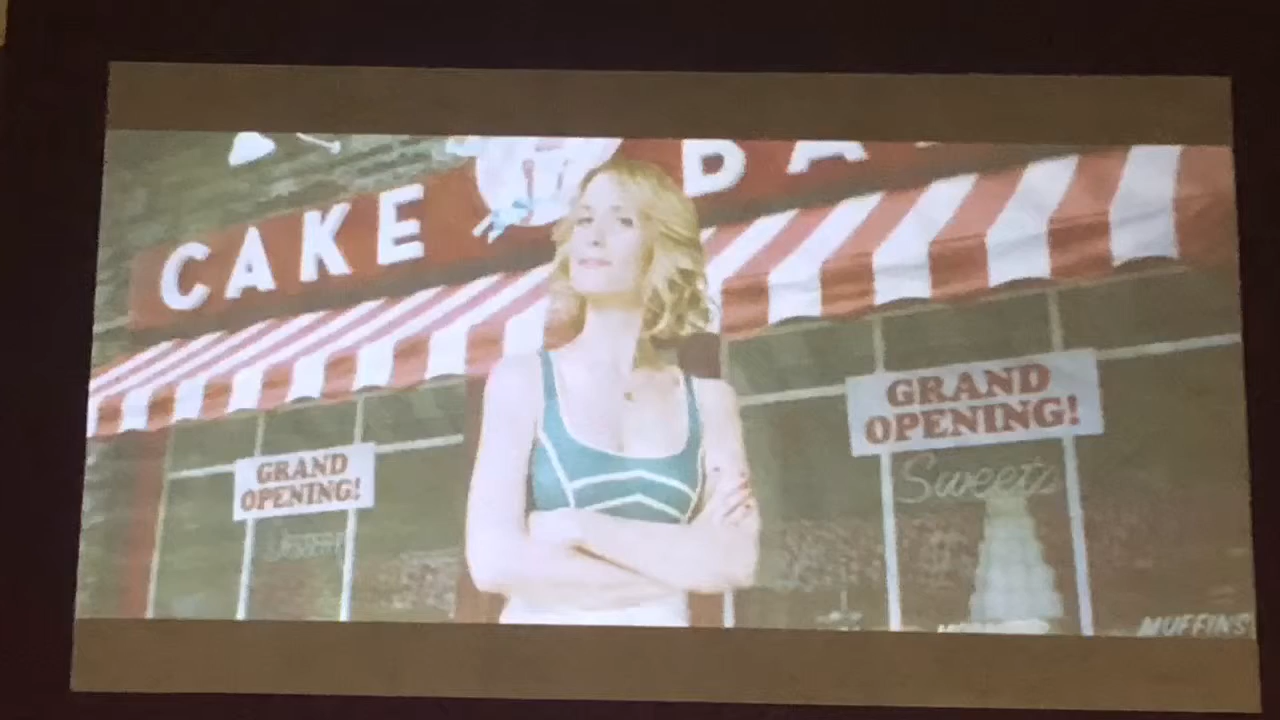 CAKE
GRAND
OPENING!
GRAND
OPENING!
Sweets
MUFFINS